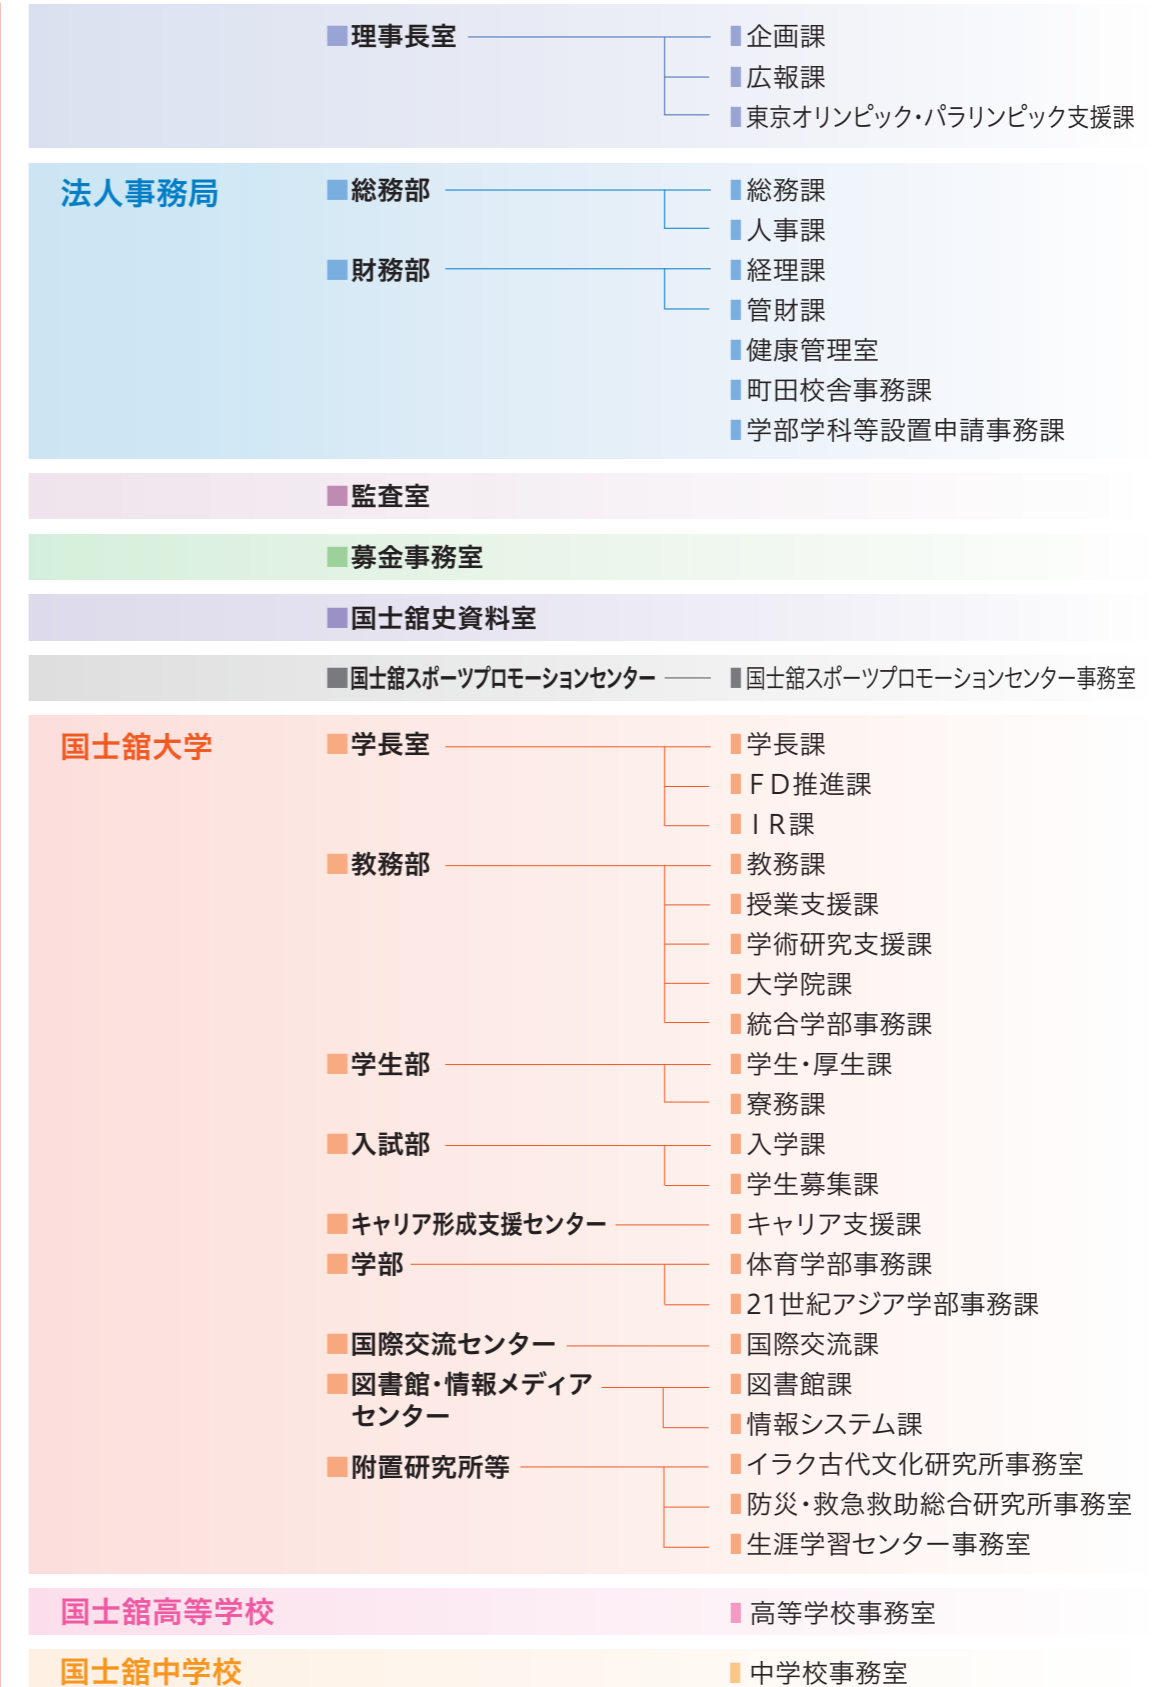 ■理事長室 ▮企画課
▮広報課
▮東京オリンピック・パラリンピック支援課
法人事務局 ■総務部 ▮総務課
▮人事課
■財務部 ▮経理課
▮管財課
▮健康管理室
▮町田校舎事務課
▮学部学科等設置申請事務課
■監査室
■募金事務室
■国士舘史資料室
■国士舘スポーツプロモーションセンター ▮国士舘スポーツプロモーションセンター事務室
国士舘大学 ■学長室 ▮学長課
▮ＦＤ推進課
▮ＩＲ課
■教務部 ▮教務課
▮授業支援課
▮学術研究支援課
▮大学院課
▮統合学部事務課
■学生部 ▮学生・厚生課
▮寮務課
■入試部 ▮入学課
▮学生募集課
■キャリア形成支援センター ▮キャリア支援課
■学部 ▮体育学部事務課
▮21世紀アジア学部事務課
■国際交流センター ▮国際交流課
■図書館・情報メディア ▮図書館課
センター ▮情報システム課
■附置研究所等 ▮イラク古代文化研究所事務室
▮防災・救急救助総合研究所事務室
▮生涯学習センター事務室
国士舘高等学校 ▮高等学校事務室
国士舘中学校 ▮中学校事務室